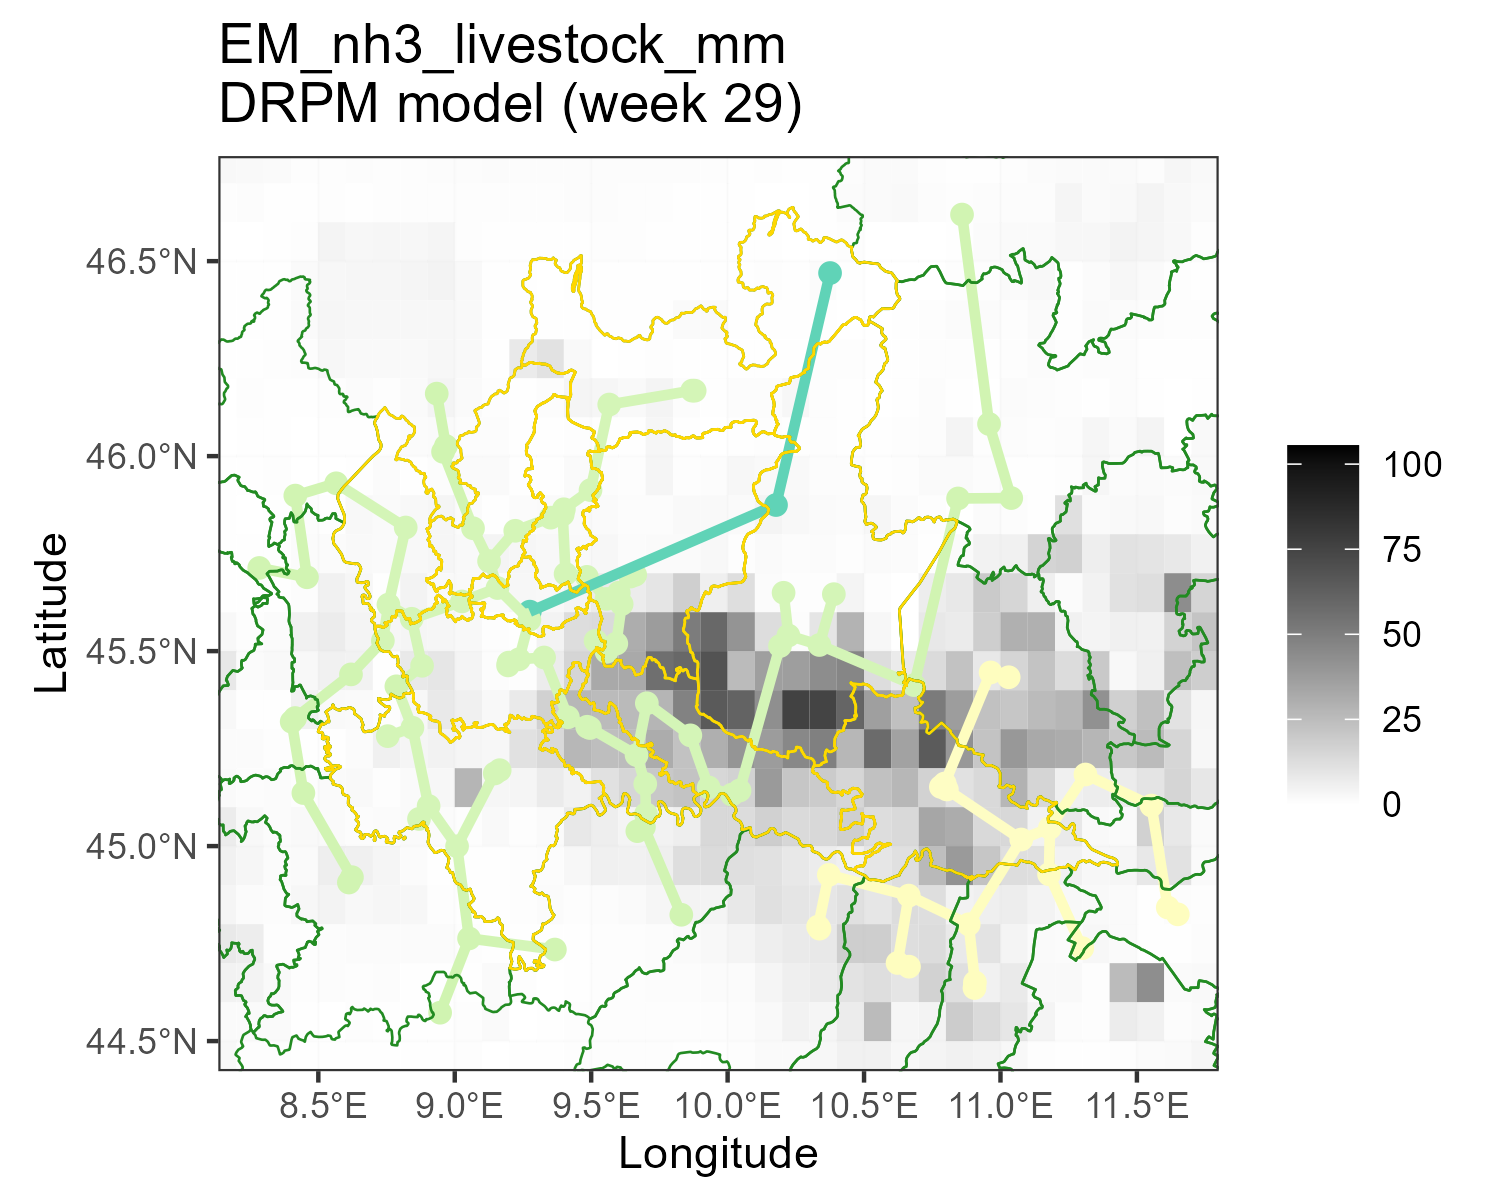 EM_nh3_livestock_mm
DRPM model (week 29)
46.5°N
46.0°N
45.5°N
45.0°N
44.5°N
Latitude
8.5°E
9.0°E
9.5°E
10.0°E
10.5°E
11.0°E
11.5°E
Longitude
100
75
50
25
0